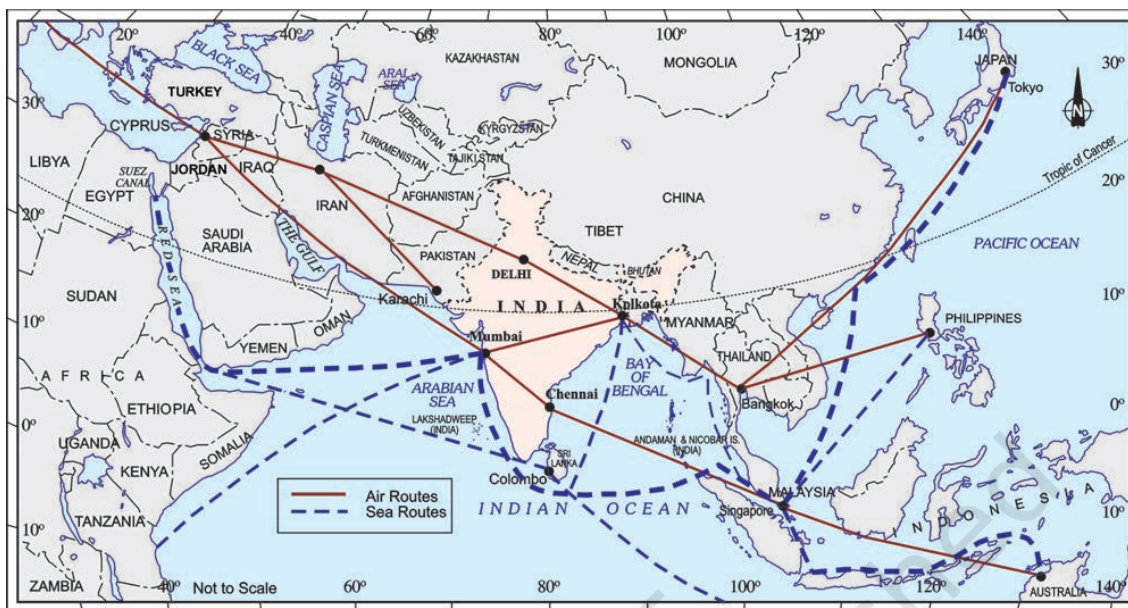 20º 40º 60º 80º 100º 120º 140º
30º
20º
10º
0º
10º
30º
20º
10º
0º
10º
40º 60º 80º 100º 120º 140º
BLACK SEA
CASPIAN SEA
ARAL SEA
KAZAKHSTAN
MONGOLIA
JAPAN
Tokyo
N
TURKEY
UZBEKISTAN
KYRGYZSTAN
CYPRUS
SYRIA
TURKMENISTAN
TAJIKISTAN
Tropic of Cancer
LIBYA
SUEZ
CANAL
JORDAN
IRAQ
EGYPT
IRAN
AFGHANISTAN
CHINA
SAUDI
ARABIA
THE GULF
PAKISTAN
TIBET
PACIFIC OCEAN
RED SEA
DELHI
NEPAL
BHUTAN
SUDAN
Karachi
INDIA
Kplkota
OMAN
MYANMAR
PHILIPPINES
YEMEN
Mumbai
THAILAND
AFRICA
ARABIAN
SEA
BAY
OF
BENGAL
Chennai
Bangkok
ETHIOPIA
LAKSHADWEEP
(INDIA)
ANDAMAN & NICOBAR IS.
(INDIA)
UGANDA
SOMALIA
SRI
LANKA
KENYA
Colombo
MALAYSIA
Air Routes
Sea Routes
INDIAN OCEAN
Singapore
INDONESIA
TANZANIA
ZAMBIA
Not to Scale
AUSTRALIA